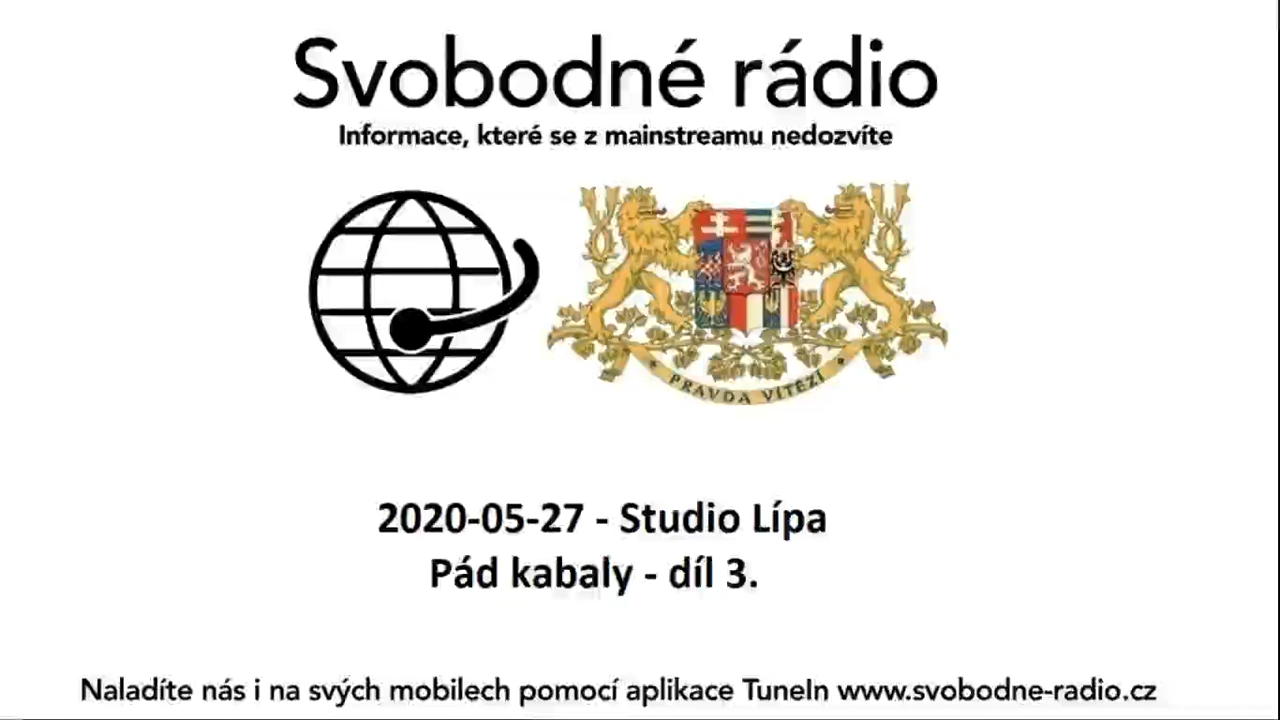 Svobodné rádio
Informace, které se z mainstreamu nedozvíte
PRAVDA VÍTĚZÍ
2020-05-27 - Studio Lípa
Pád kabaly - díl 3.
Naladíte nás i na svých mobilech pomocí aplikace TuneIn www.svobodne-radio.cz